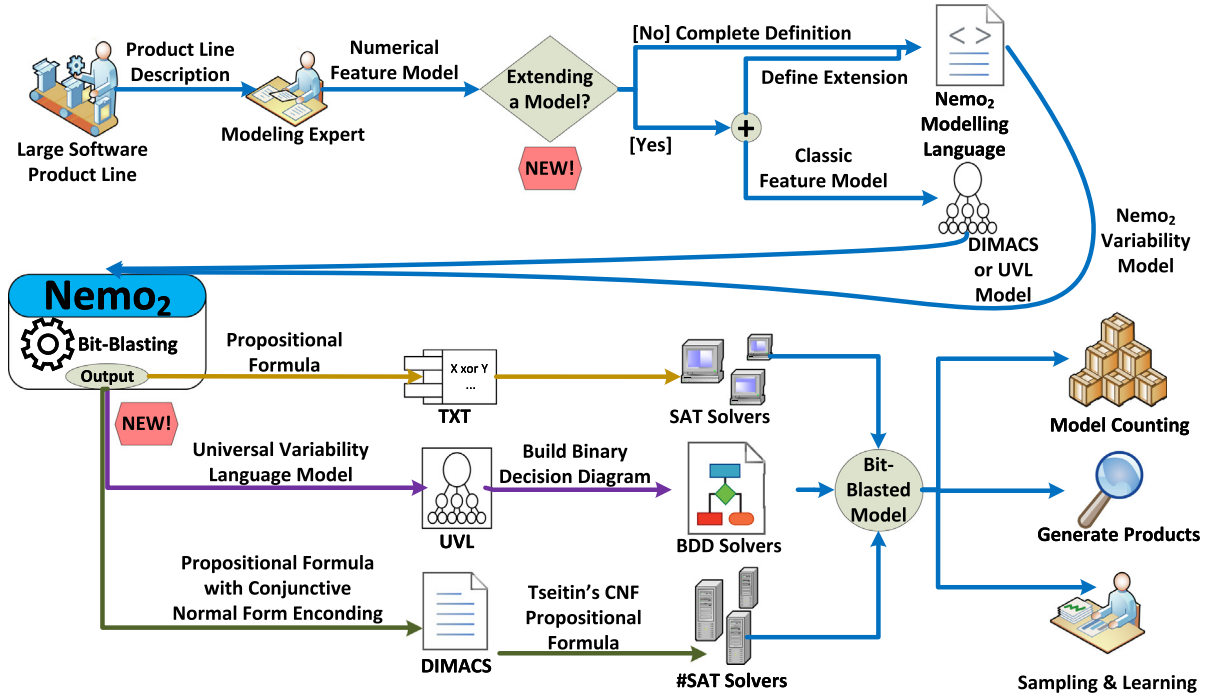 Product Line
Description
Numerical
Feature Model
Extending
a Model?
[No] Complete Definition
Define Extension
< >
Nemo₂
Modelling
Language
Large Software
Product Line
Modeling Expert
NEW!
[Yes]
+
Classic
Feature Model
DIMACS
or UVL
Model
Nemo₂
Variability
Model
Nemo₂
Bit-Blasting
Output
NEW!
Propositional
Formula
X xor Y
...
TXT
SAT Solvers
Universal Variability
Language Model
UVL
Build Binary
Decision Diagram
BDD Solvers
Propositional Formula
with Conjunctive
Normal Form Enconding
DIMACS
Tseitin's CNF
Propositional
Formula
#SAT Solvers
Bit-
Blasted
Model
Model Counting
Generate Products
Sampling & Learning